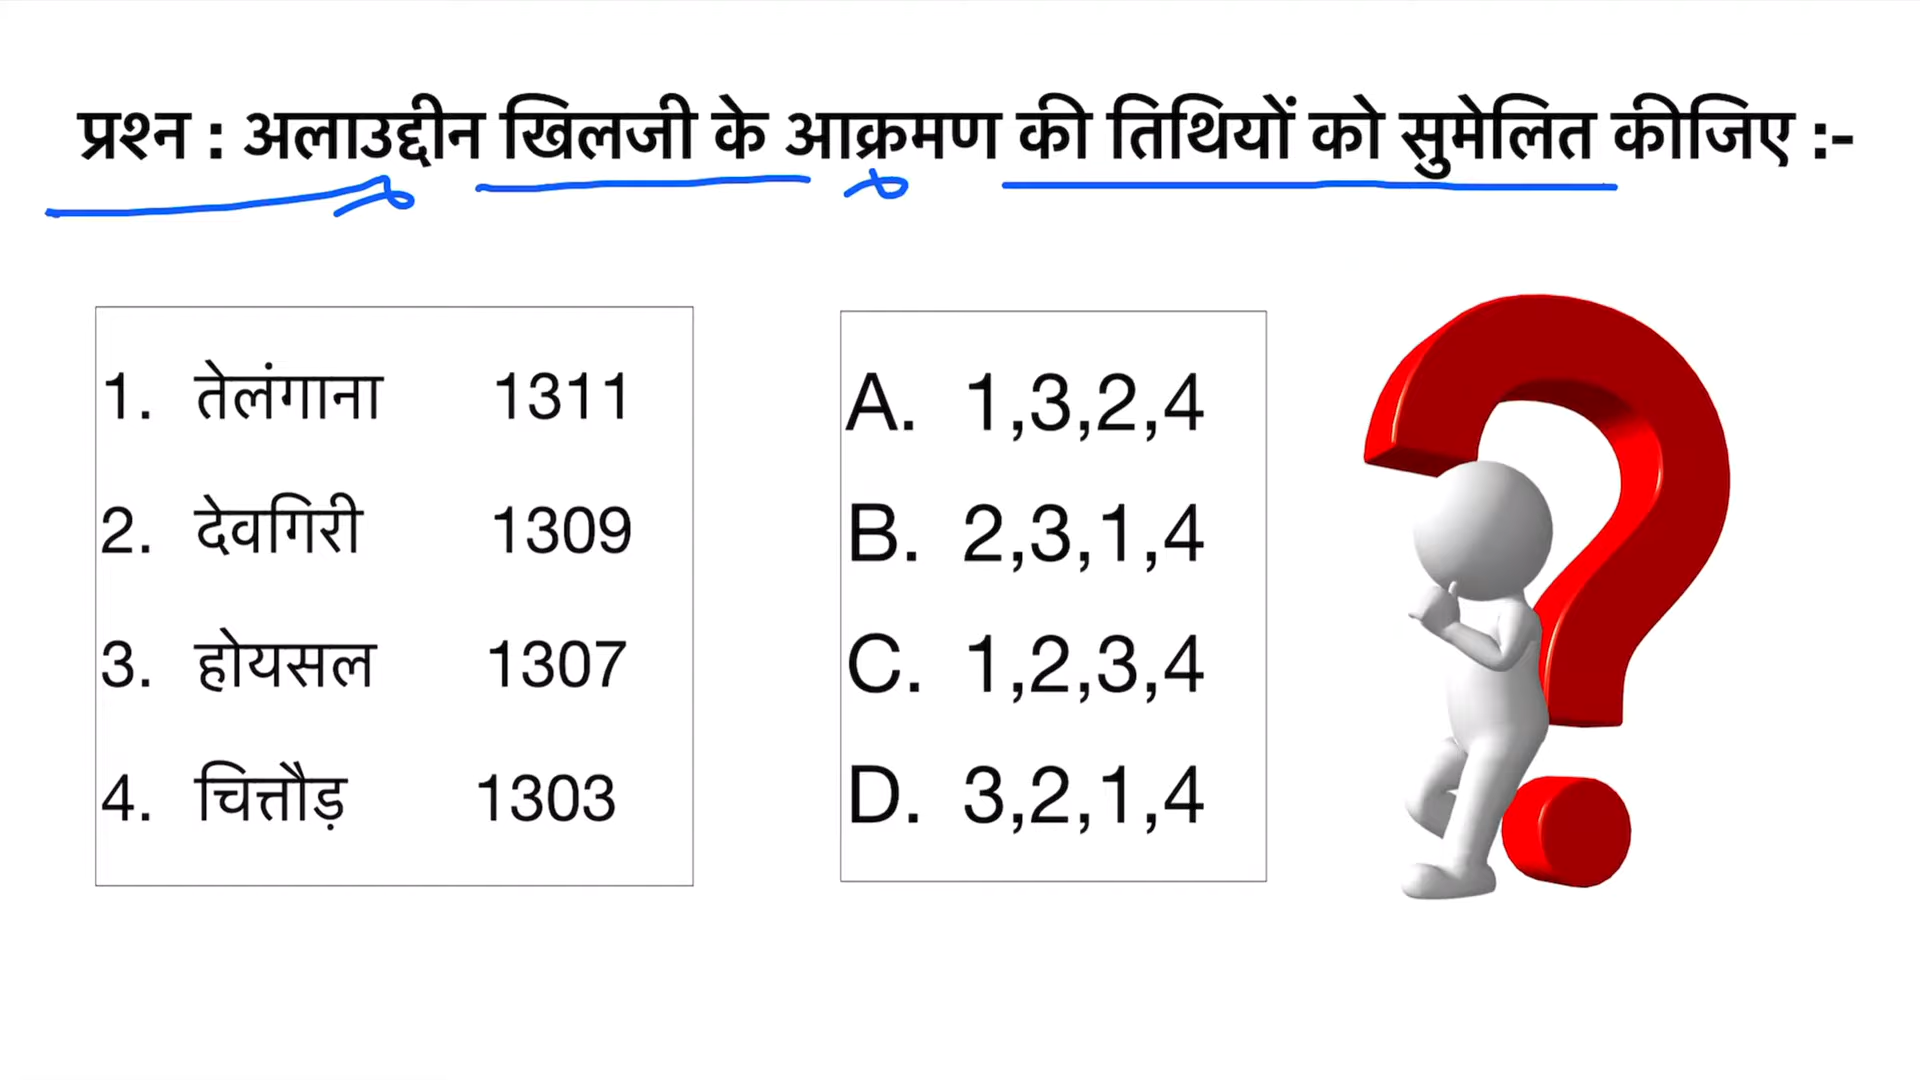 प्रश्न : अलाउद्दीन खिलजी के आक्रमण की तिथियों को सुमेलित कीजिए :-
1. तेलंगाना 1311
2. देवगिरी 1309
3. होयसल 1307
4. चित्तौड़ 1303
A. 1,3,2,4
B. 2,3,1,4
C. 1,2,3,4
D. 3,2,1,4